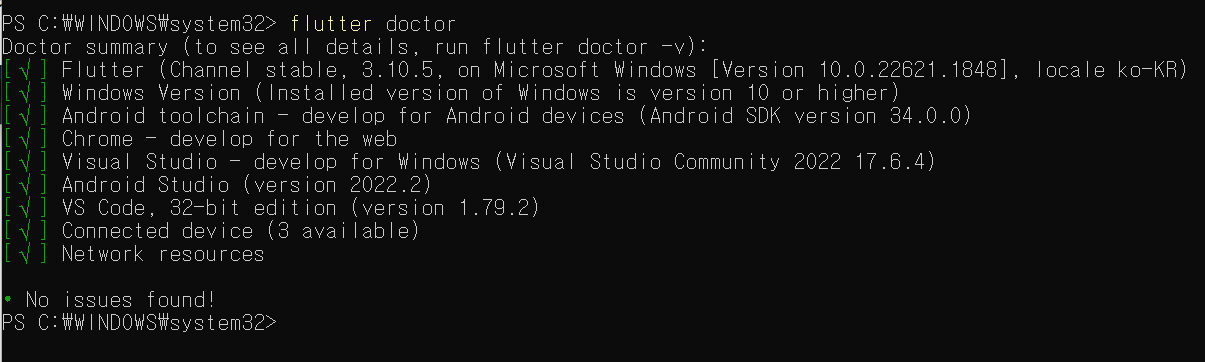 PS C:₩WINDOWS₩system32> flutter doctor
Doctor summary (to see all details, run flutter doctor -v):
[√] Flutter (Channel stable, 3.10.5, on Microsoft Windows [Version 10.0.22621.1848], locale ko-KR)
[√] Windows Version (Installed version of Windows is version 10 or higher)
[√] Android toolchain - develop for Android devices (Android SDK version 34.0.0)
[√] Chrome - develop for the web
[√] Visual Studio - develop for Windows (Visual Studio Community 2022 17.6.4)
[√] Android Studio (version 2022.2)
[√] VS Code, 32-bit edition (version 1.79.2)
[√] Connected device (3 available)
[√] Network resources
• No issues found!
PS C:₩WINDOWS₩system32>